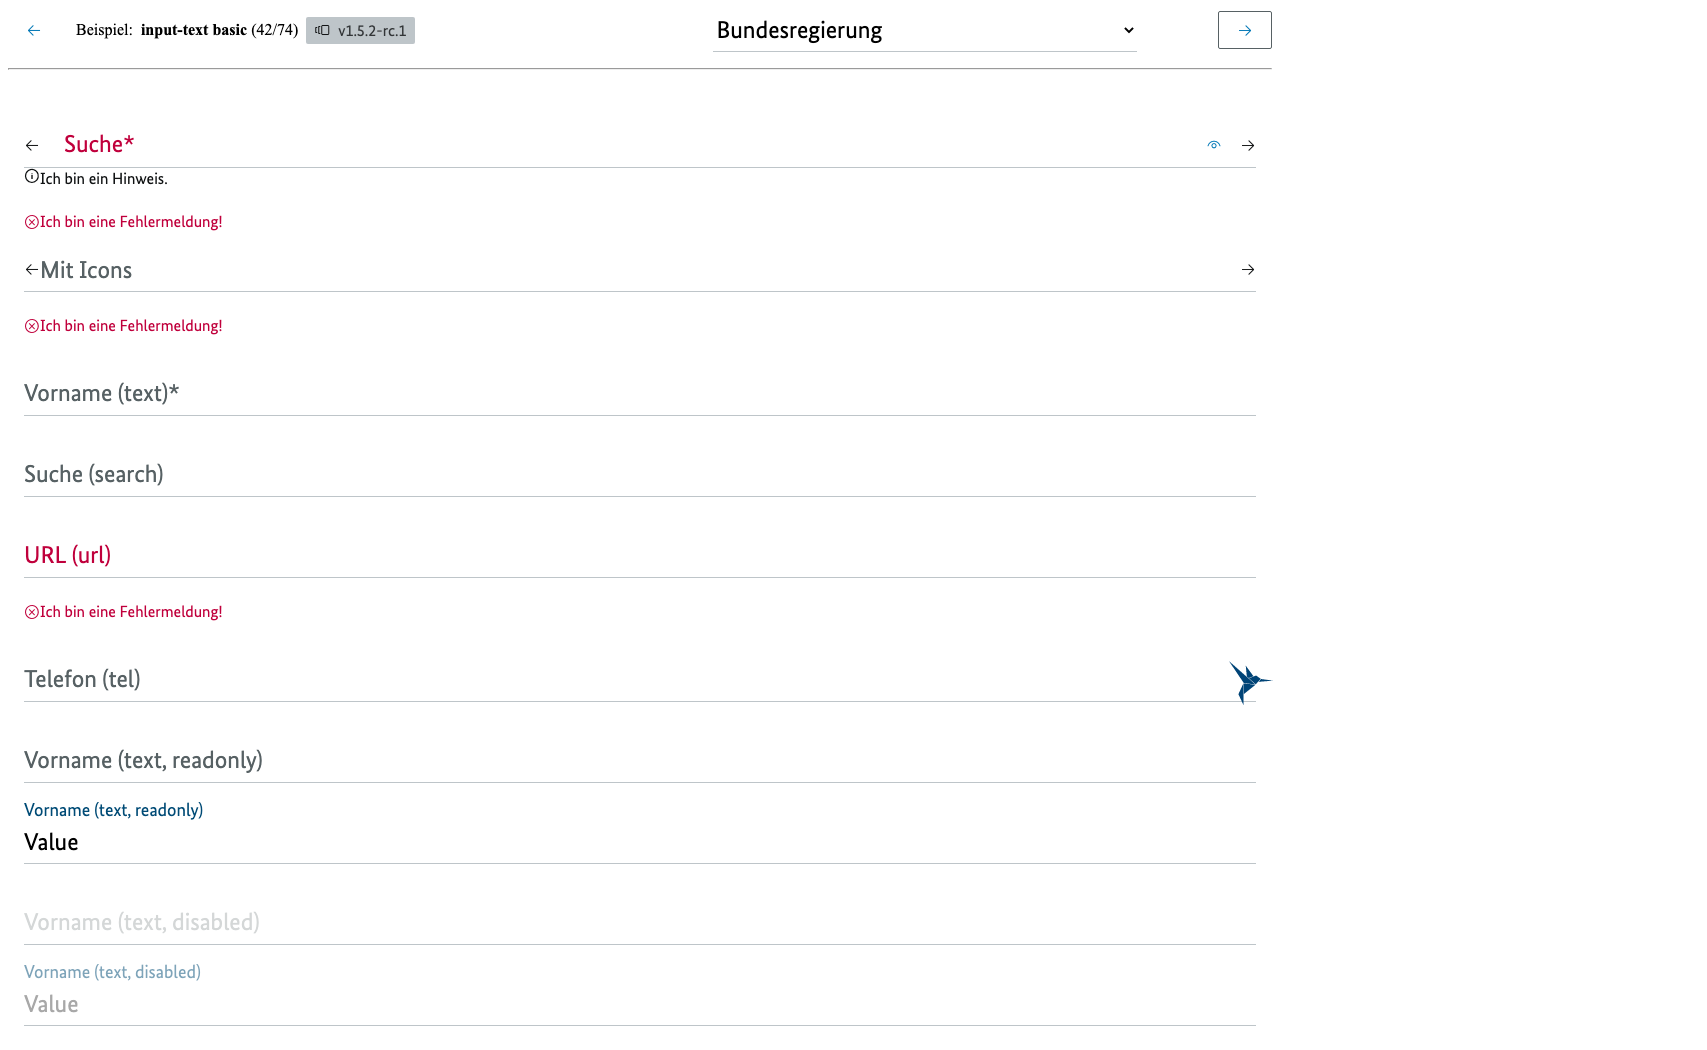 Beispiel: input-text basic (42/74) v1.5.2-rc.1 Bundesregierung
Suche*
Ich bin ein Hinweis.
Ich bin eine Fehlermeldung!
Mit Icons
Ich bin eine Fehlermeldung!
Vorname (text)*
Suche (search)
URL (url)
Ich bin eine Fehlermeldung!
Telefon (tel)
Vorname (text, readonly)
Vorname (text, readonly)
Value
Vorname (text, disabled)
Vorname (text, disabled)
Value